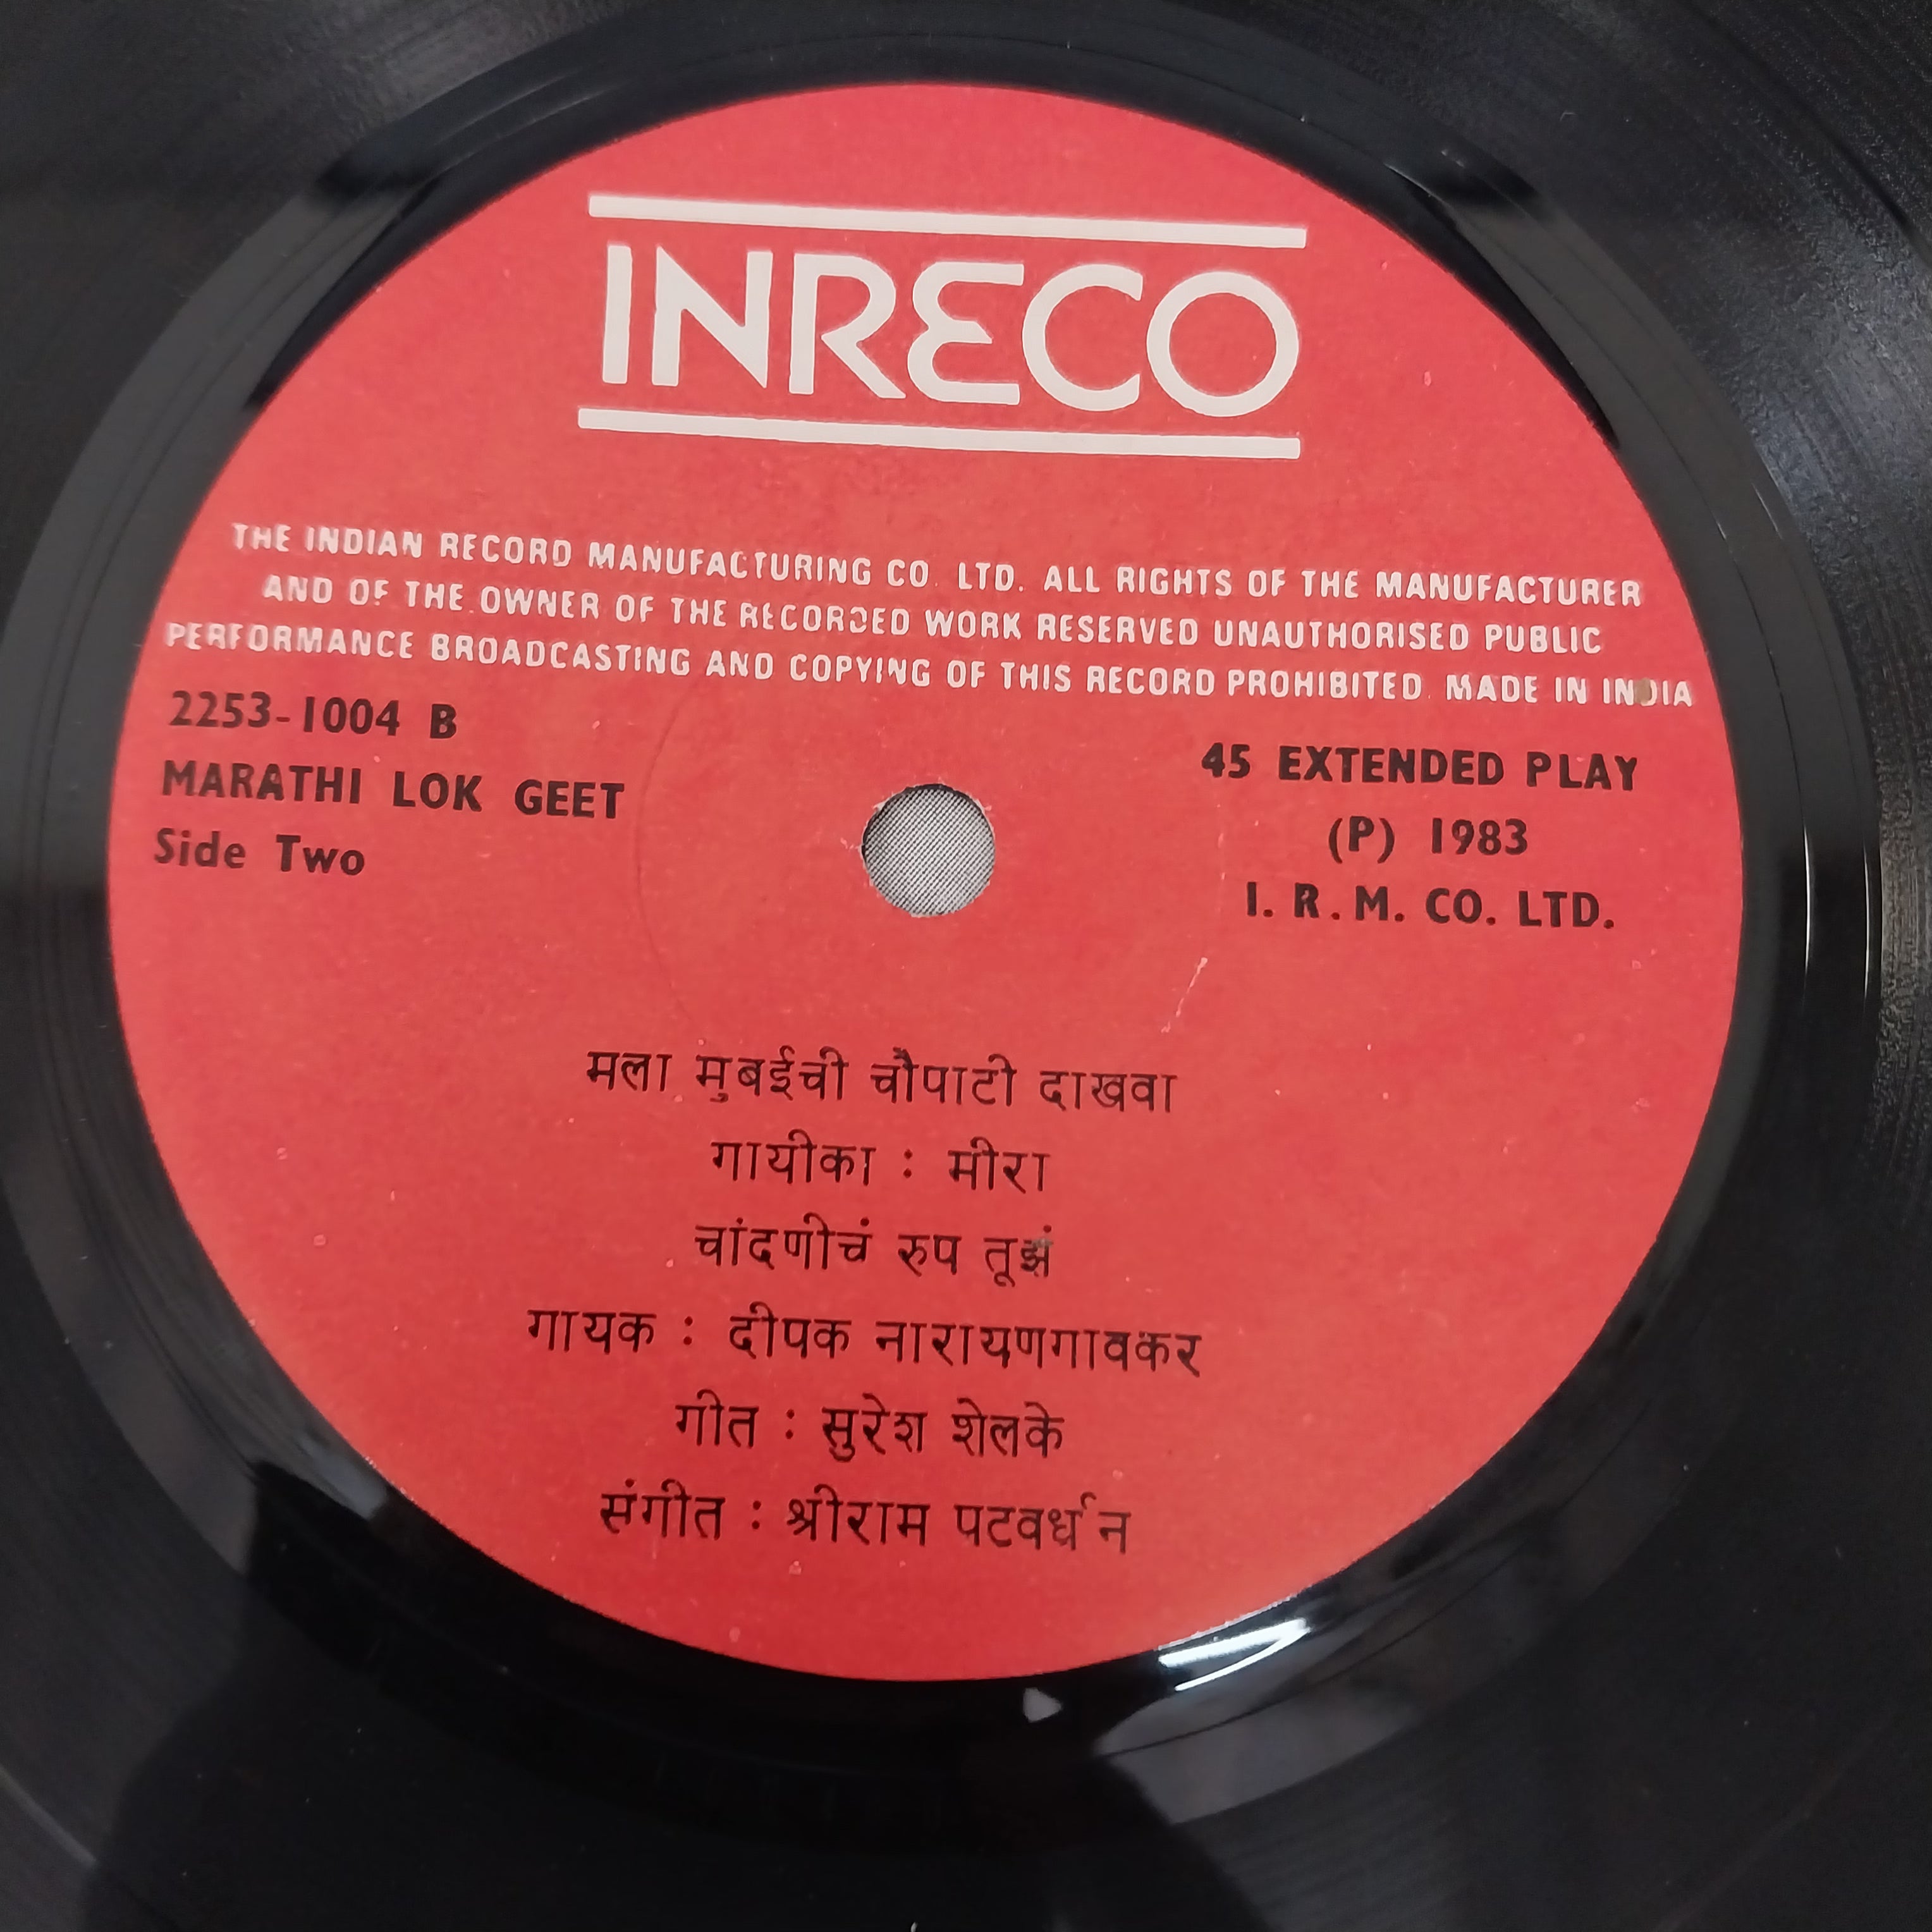 INRECO
THE INDIAN RECORD MANUFACTURING CO. LTD. ALL RIGHTS OF THE MANUFACTURER
AND OF THE OWNER OF THE RECORDED WORK RESERVED UNAUTHORISED PUBLIC
PERFORMANCE BROADCASTING AND COPYING OF THIS RECORD PROHIBITED. MADE IN INDIA
2253-1004 B
MARATHI LOK GEET
Side Two
45 EXTENDED PLAY
(P) 1983
I. R. M. CO. LTD.
मला मुबईची चौपाटी दाखवा
गायीका : मीरा
चांदणीचं रुप तूझं
गायक : दीपक नारायणगावकर
गीत : सुरेश शेलके
संगीत : श्रीराम पटवर्धन